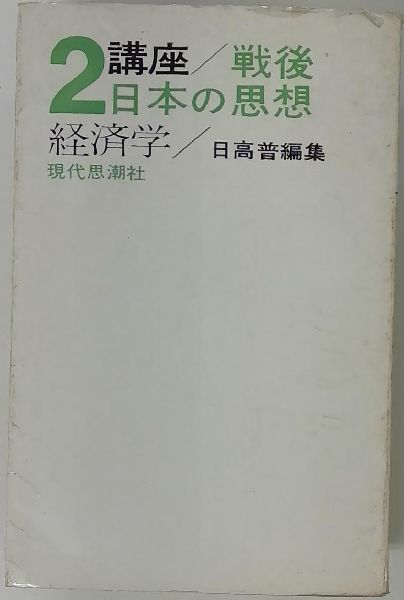 2 講座／戦後
日本の思想
経済学／日高普編集
現代思潮社